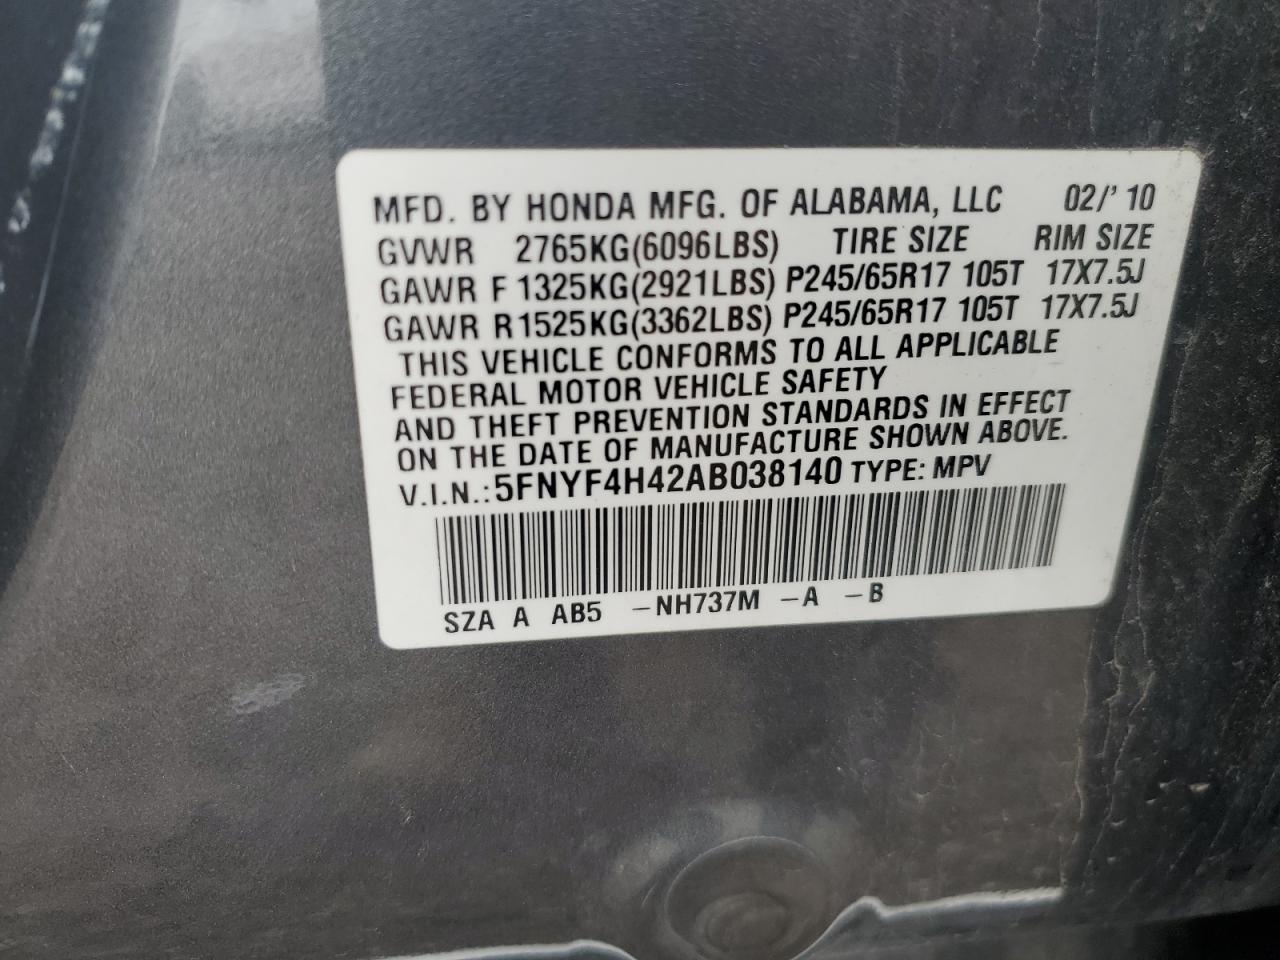 MFD. BY HONDA MFG. OF ALABAMA, LLC 02/'10
GVWR 2765KG(6096LBS) TIRE SIZE RIM SIZE
GAWR F 1325KG(2921LBS) P245/65R17 105T 17X7.5J
GAWR R 1525KG(3362LBS) P245/65R17 105T 17X7.5J
THIS VEHICLE CONFORMS TO ALL APPLICABLE
FEDERAL MOTOR VEHICLE SAFETY
AND THEFT PREVENTION STANDARDS IN EFFECT
ON THE DATE OF MANUFACTURE SHOWN ABOVE.
V.I.N.: 5FNYF4H42AB038140 TYPE: MPV
SZA A AB5 -NH737M -A -B